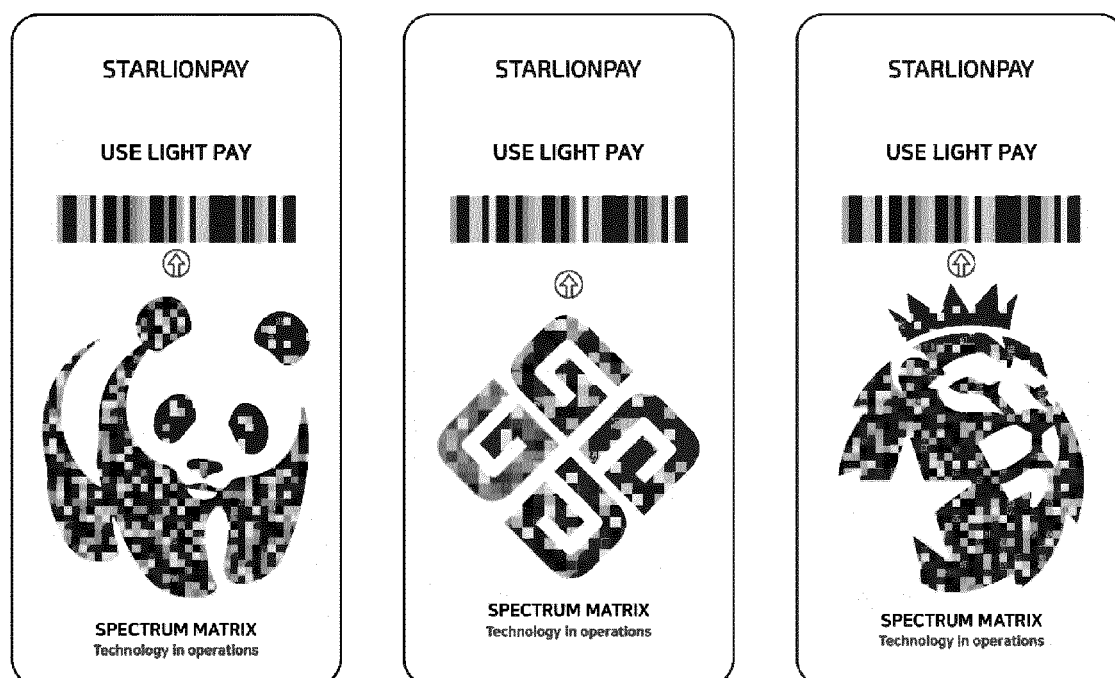 STARLIONPAY
USE LIGHT PAY
SPECTRUM MATRIX
Technology in operations
STARLIONPAY
USE LIGHT PAY
SPECTRUM MATRIX
Technology in operations
STARLIONPAY
USE LIGHT PAY
SPECTRUM MATRIX
Technology in operations